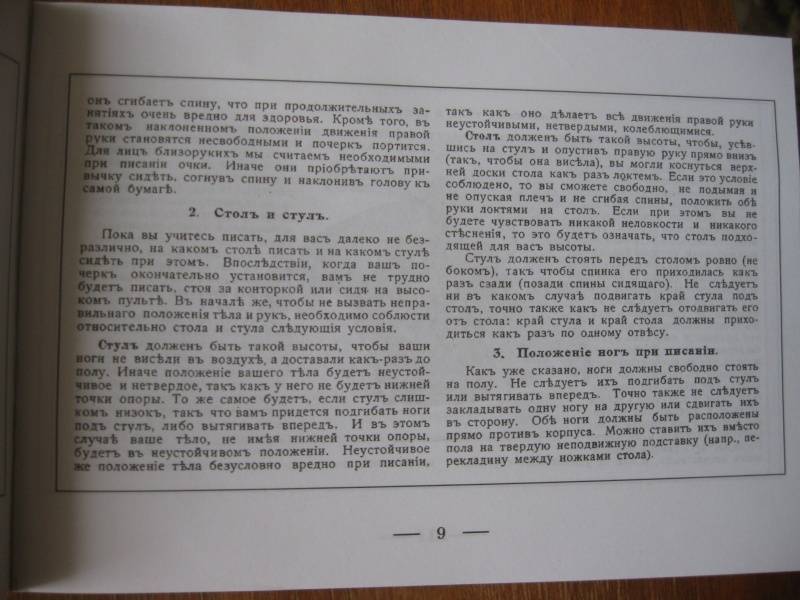 онъ сгибаетъ спину, что при продолжительныхъ за-
нятіяхъ очень вредно для здоровья. Кромѣ того, въ
такомъ наклоненномъ положеніи движенія правой
руки становятся несвободными и почеркъ портится.
Для лицъ близорукихъ мы считаемъ необходимыми
при писаніи очки. Иначе они пріобрѣтаютъ при-
вычку сидѣть, согнувъ спину и наклонивъ голову къ
самой бумагѣ.
2. Столъ и стулъ.
Пока вы учитесь писать, для васъ далеко не без-
различно, на какомъ столѣ писать и на какомъ стулѣ
сидѣть при этомъ. Впослѣдствіи, когда вашъ по-
черкъ окончательно установится, вамъ не трудно
будетъ писать, стоя за конторкой или сидя на высо-
комъ пультѣ. Въ началѣ же, чтобы не вызвать непра-
вильнаго положенія тѣла и рукъ, необходимо соблюсти
относительно стола и стула слѣдующія условія.
Стулъ долженъ быть такой высоты, чтобы ваши
ноги не висѣли въ воздухѣ, а доставали какъ-разъ до
полу. Иначе положеніе вашего тѣла будетъ неустой-
чивое и нетвердое, такъ какъ у него не будетъ нижней
точки опоры. То же самое будетъ, если стулъ слиш-
комъ низокъ, такъ что вамъ придется подгибать ноги
подъ стулъ, либо вытягивать впередъ. И въ этомъ
случаѣ ваше тѣло, не имѣя нижней точки опоры,
будетъ въ неустойчивомъ положеніи. Неустойчивое
же положеніе тѣла безусловно вредно при писаніи,
такъ какъ оно дѣлаетъ всѣ движенія правой руки
неустойчивыми, нетвердыми, колеблющимися.
Столъ долженъ быть такой высоты, чтобы, усѣв-
шись на стулъ и опустивъ правую руку прямо внизъ
(такъ, чтобы она висѣла), вы могли коснуться верх-
ней доски стола какъ разъ локтемъ. Если это условіе
соблюдено, то вы сможете свободно, не подымая и
не опуская плечъ и не сгибая спины, положить обѣ
руки локтями на столъ. Если при этомъ вы не
будете чувствовать никакой неловкости и никакого
стѣсненія, то это будетъ означать, что столъ подхо-
дящей для васъ высоты.
Стулъ долженъ стоять передъ столомъ ровно (не
бокомъ), такъ чтобы спинка его приходилась какъ
разъ сзади (позади спины сидящаго). Не слѣдуетъ
ни въ какомъ случаѣ подвигать край стула подъ
столъ, точно также какъ не слѣдуетъ отодвигать его
отъ стола: край стула и край стола должны прихо-
диться какъ разъ по одному отвѣсу.
3. Положеніе ногъ при писаніи.
Какъ уже сказано, ноги должны свободно стоять
на полу. Не слѣдуетъ ихъ подгибать подъ стулъ
или вытягивать впередъ. Точно также не слѣдуетъ
закладывать одну ногу на другую или сдвигать ихъ
въ сторону. Обѣ ноги должны быть расположены
прямо противъ корпуса. Можно ставить ихъ вмѣсто
пола на твердую неподвижную подставку (напр., пе-
рекладину между ножками стола).
— 9 —